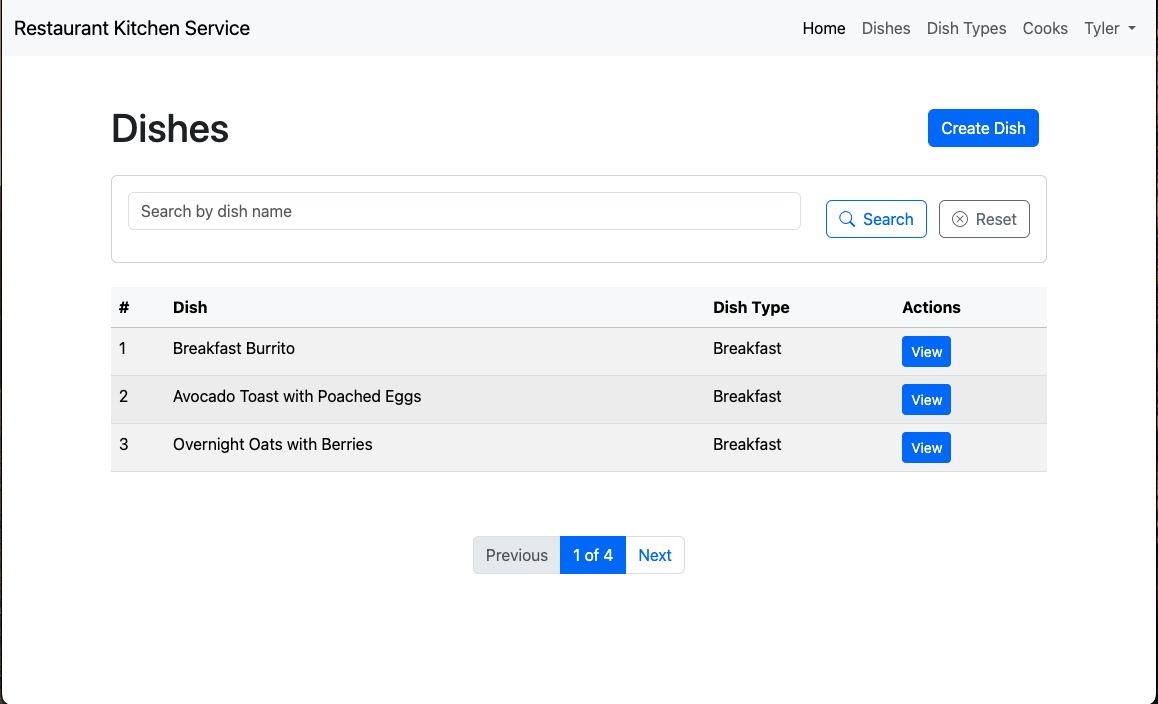 Restaurant Kitchen Service Home Dishes Dish Types Cooks Tyler
Dishes Create Dish
Search by dish name Search Reset
# Dish Dish Type Actions
1 Breakfast Burrito Breakfast View
2 Avocado Toast with Poached Eggs Breakfast View
3 Overnight Oats with Berries Breakfast View
Previous 1 of 4 Next